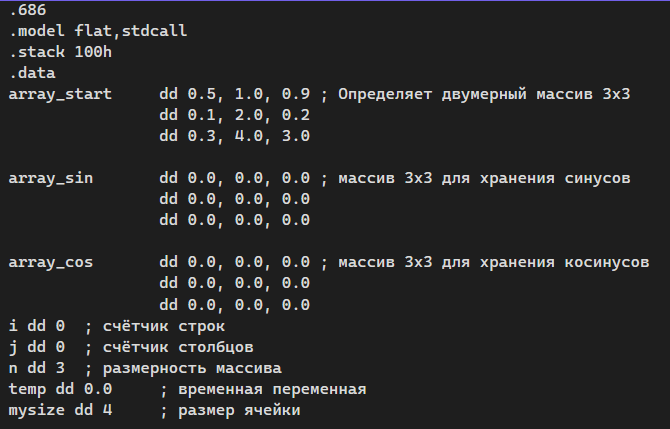 .686
.model flat,stdcall
.stack 100h
.data
array_start     dd 0.5, 1.0, 0.9 ; Определяет двумерный массив 3x3
                dd 0.1, 2.0, 0.2
                dd 0.3, 4.0, 3.0

array_sin       dd 0.0, 0.0, 0.0 ; массив 3x3 для хранения синусов
                dd 0.0, 0.0, 0.0
                dd 0.0, 0.0, 0.0

array_cos       dd 0.0, 0.0, 0.0 ; массив 3x3 для хранения косинусов
                dd 0.0, 0.0, 0.0
                dd 0.0, 0.0, 0.0
i dd 0  ; счётчик строк
j dd 0  ; счётчик столбцов
n dd 3  ; размерность массива
temp dd 0.0     ; временная переменная
mysize dd 4     ; размер ячейки